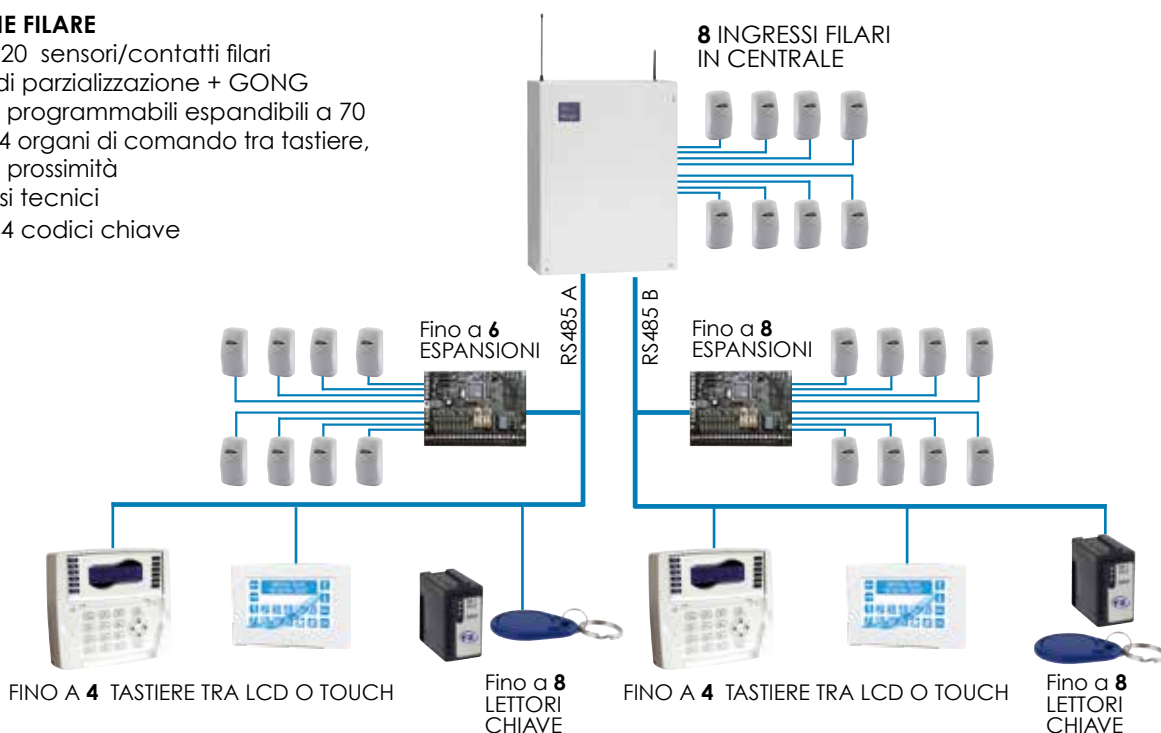 E FILARE
20 sensori/contatti filari
di parzializzazione + GONG
programmabili espandibili a 70
4 organi di comando tra tastiere,
prossimità
si tecnici
4 codici chiave
8 INGRESSI FILARI
IN CENTRALE
RS485 A
RS485 B
Fino a 6
ESPANSIONI
Fino a 8
ESPANSIONI
FINO A 4 TASTIERE TRA LCD O TOUCH
Fino a 8
LETTORI
CHIAVE
FINO A 4 TASTIERE TRA LCD O TOUCH
Fino a 8
LETTORI
CHIAVE